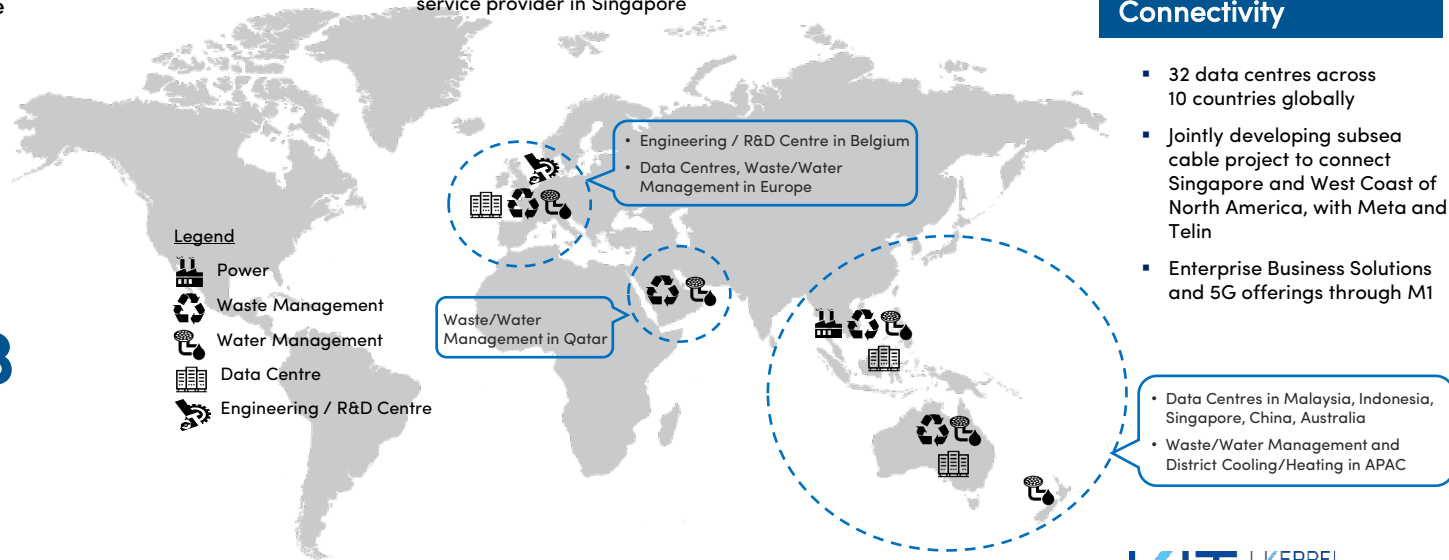 e
service provider in Singapore
Connectivity
▪ 32 data centres across
10 countries globally
▪ Jointly developing subsea
cable project to connect
Singapore and West Coast of
North America, with Meta and
Telin
▪ Enterprise Business Solutions
and 5G offerings through M1
• Engineering / R&D Centre in Belgium
• Data Centres, Waste/Water
Management in Europe
Legend
Power
Waste Management
Water Management
Data Centre
Engineering / R&D Centre
Waste/Water
Management in Qatar
• Data Centres in Malaysia, Indonesia,
Singapore, China, Australia
• Waste/Water Management and
District Cooling/Heating in APAC